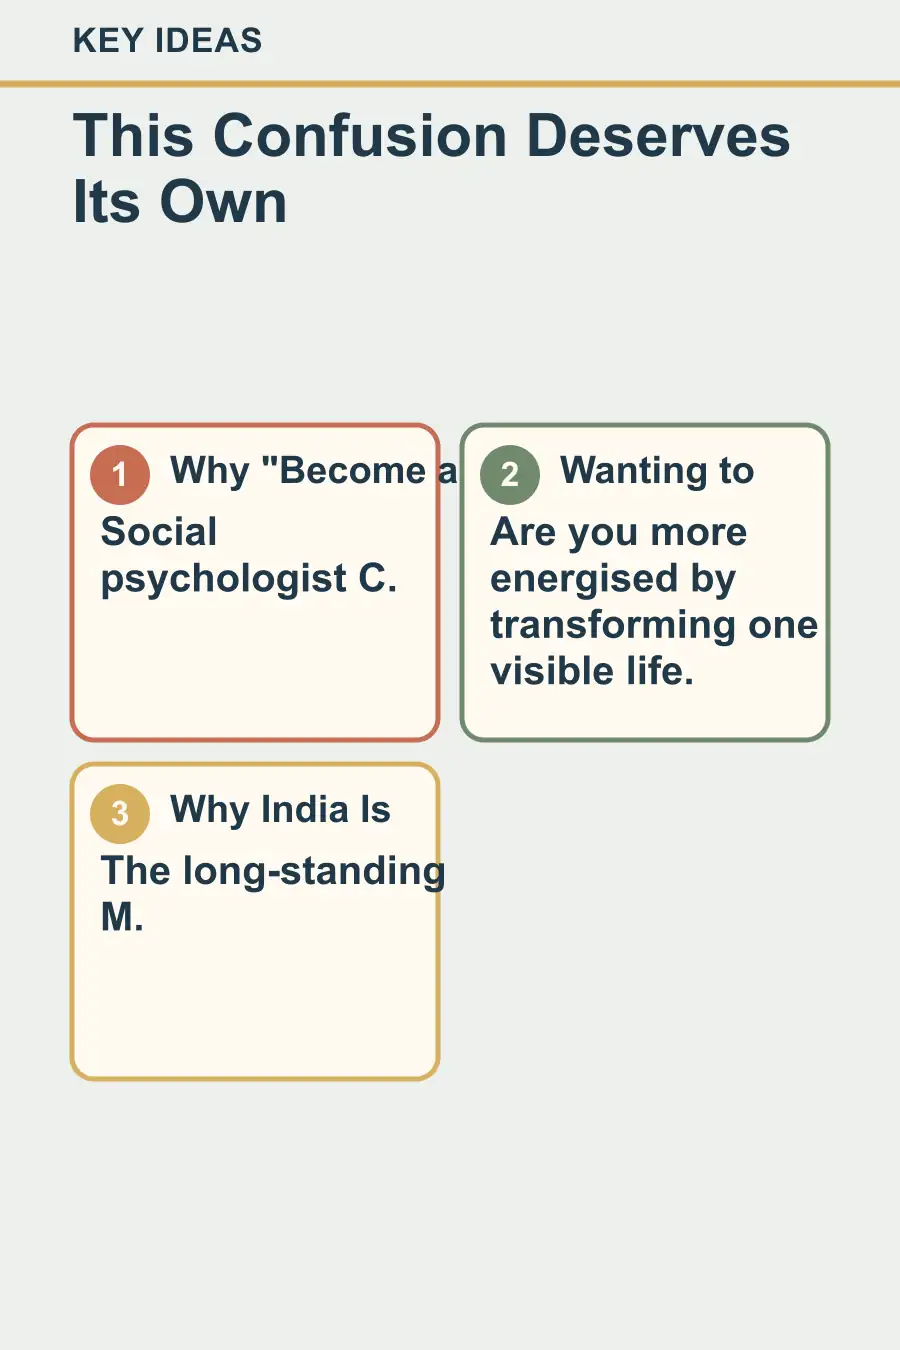 KEY IDEAS
This Confusion Deserves
Its Own
1 Why "Become a
Social
psychologist C.
2 Wanting to
Are you more
energised by
transforming one
visible life.
3 Why India Is
The long-standing
M.